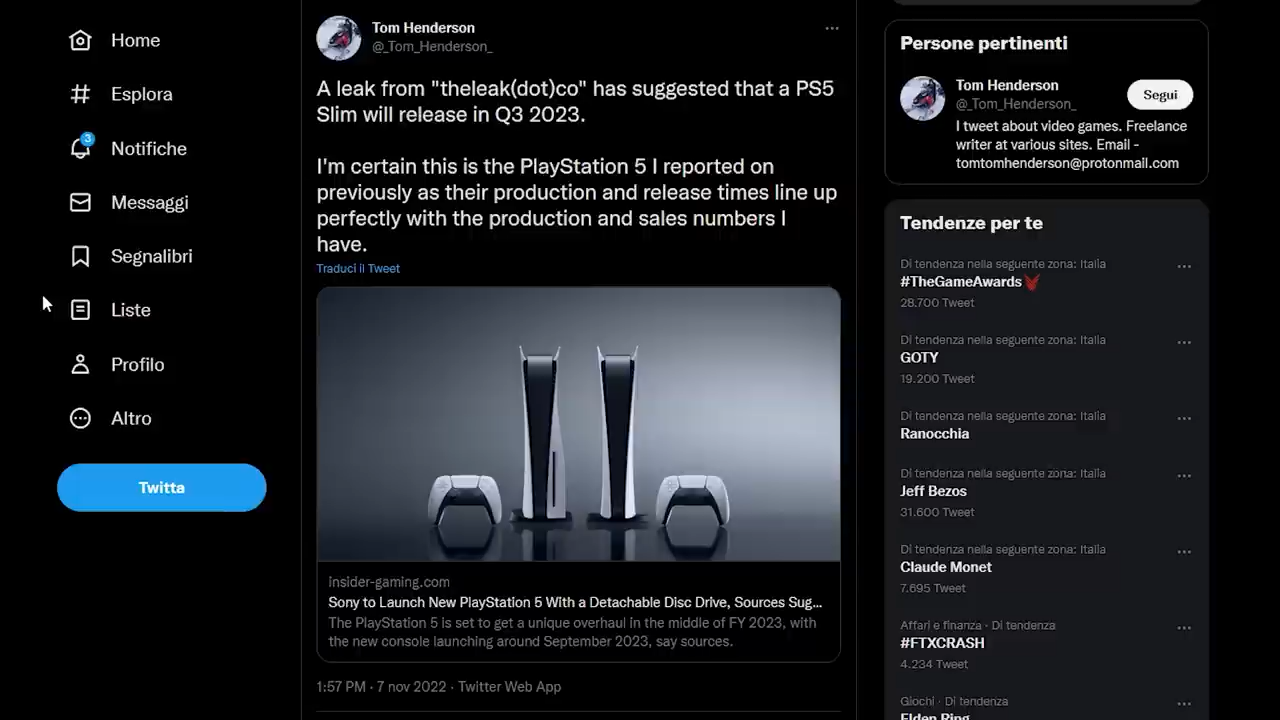 Home
Esplora
3
Notifiche
Messaggi
Segnalibri
Liste
Profilo
Altro
Twitta
Tom Henderson
@_Tom_Henderson_
A leak from "theleak(dot)co" has suggested that a PS5
Slim will release in Q3 2023.
I'm certain this is the PlayStation 5 I reported on
previously as their production and release times line up
perfectly with the production and sales numbers I
have.
Traduci il Tweet
insider-gaming.com
Sony to Launch New PlayStation 5 With a Detachable Disc Drive, Sources Sug...
The PlayStation 5 is set to get a unique overhaul in the middle of FY 2023, with
the new console launching around September 2023, say sources.
1:57 PM · 7 nov 2022 · Twitter Web App
Persone pertinenti
Tom Henderson
@_Tom_Henderson_
Segui
I tweet about video games. Freelance
writer at various sites. Email -
tomtomhenderson@protonmail.com
Tendenze per te
Di tendenza nella seguente zona: Italia
#TheGameAwards
28.700 Tweet
Di tendenza nella seguente zona: Italia
GOTY
19.200 Tweet
Di tendenza nella seguente zona: Italia
Ranocchia
Di tendenza nella seguente zona: Italia
Jeff Bezos
31.600 Tweet
Di tendenza nella seguente zona: Italia
Claude Monet
7.695 Tweet
Affari e finanza · Di tendenza
#FTXCRASH
4.234 Tweet
Giochi · Di tendenza
Elden Ring